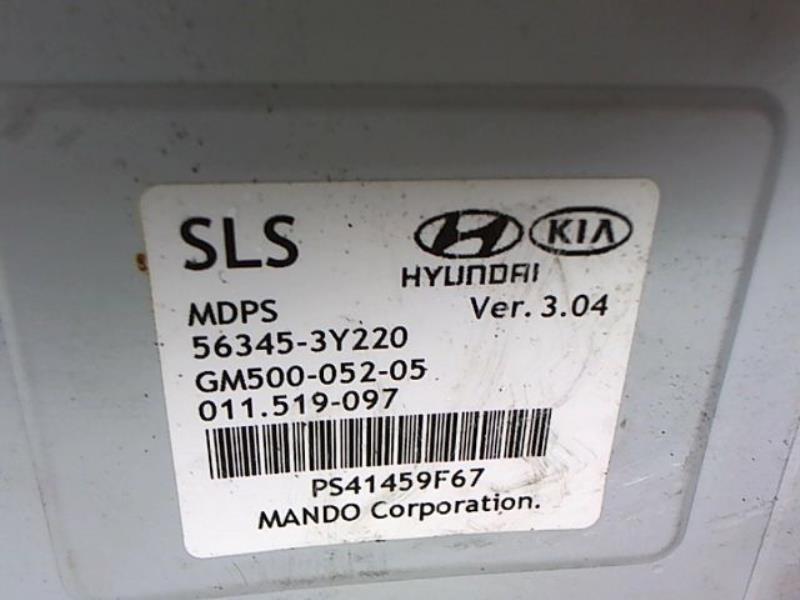 SLS
HYUNDAI
KIA
MDPS
Ver. 3.04
56345-3Y220
GM500-052-05
011.519-097
PS41459F67
MANDO Corporation.